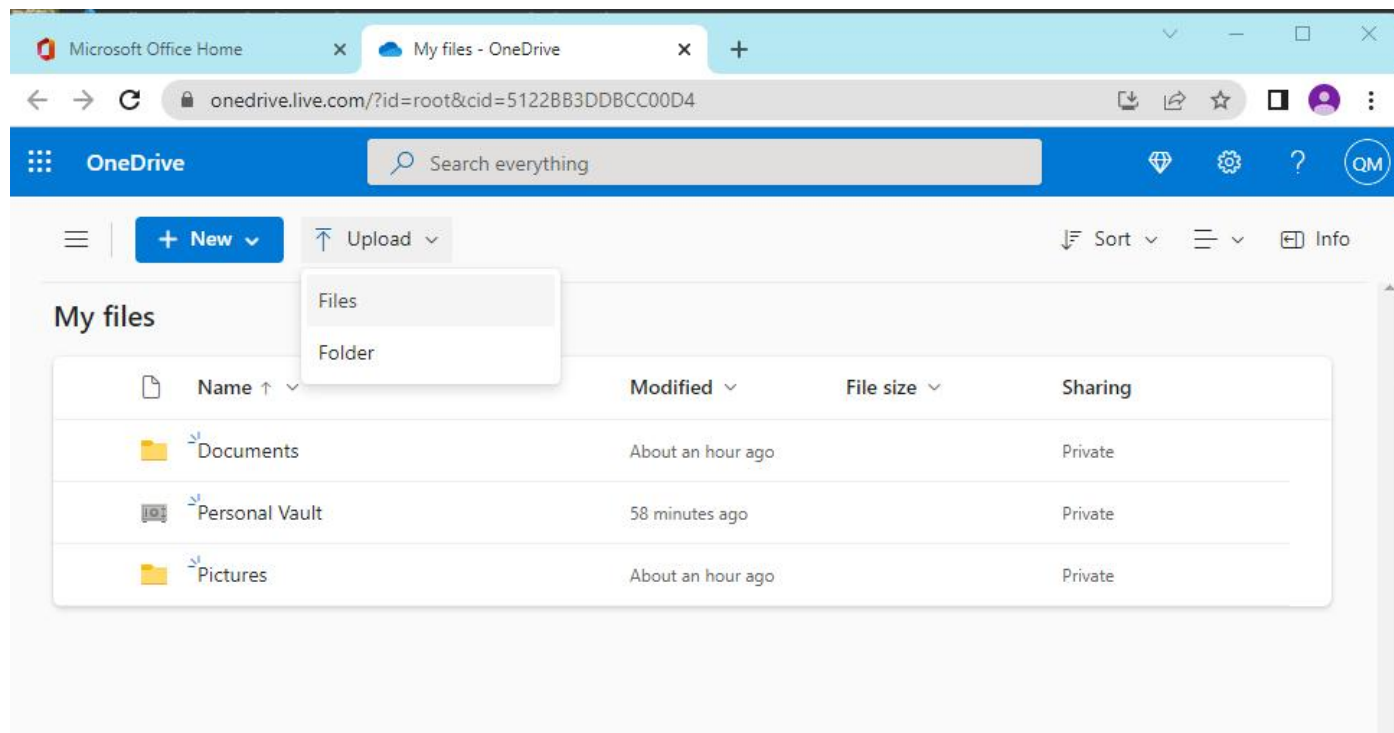 Microsoft Office Home
My files - OneDrive
onedrive.live.com/?id=root&cid=5122BB3DDBCC00D4
OneDrive
Search everything
?
QM
+ New
Upload
Sort
Info
Files
Folder
My files
Name ↑
Modified
File size
Sharing
Documents
About an hour ago
Private
Personal Vault
58 minutes ago
Private
Pictures
About an hour ago
Private